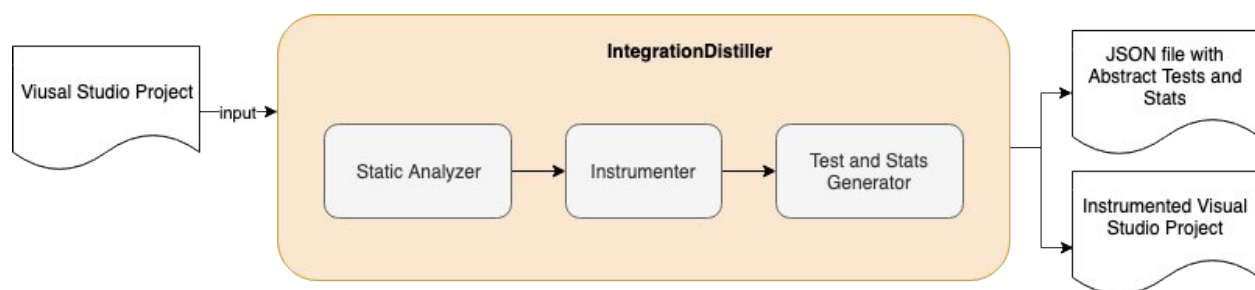 Viusal Studio Project
input
IntegrationDistiller
Static Analyzer
Instrumenter
Test and Stats
Generator
JSON file with
Abstract Tests and
Stats
Instrumented Visual
Studio Project